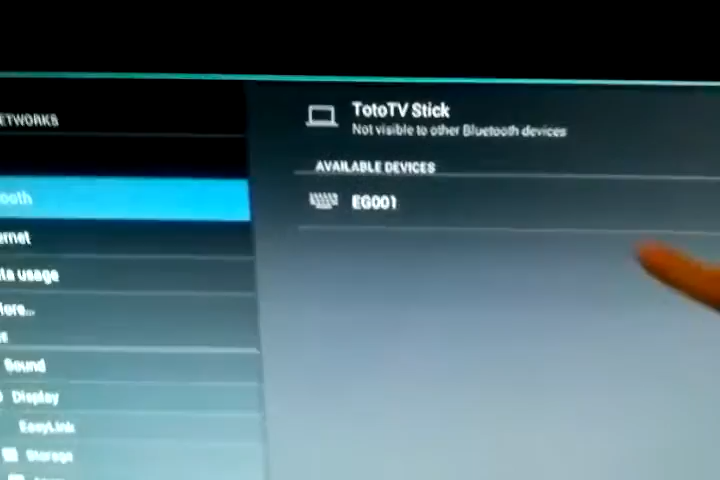 ETWORKS
ooth
ernet
ta usage
ore...
s
Sound
Display
EasyLink
Storage
TotoTV Stick
Not visible to other Bluetooth devices
AVAILABLE DEVICES
EG001